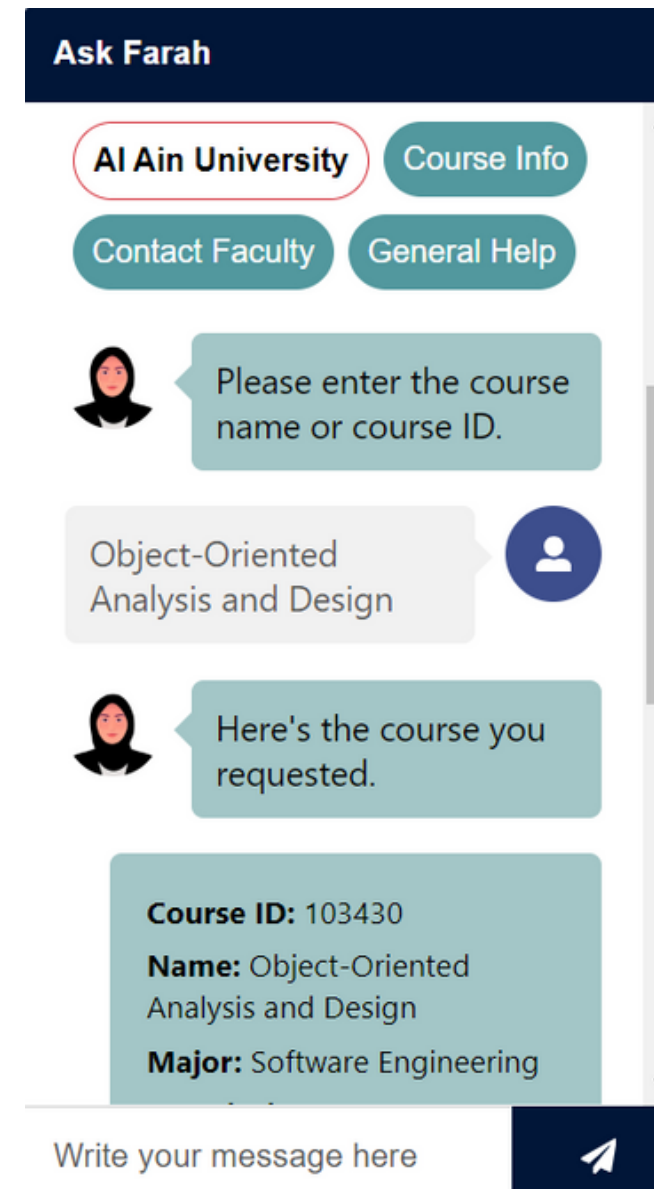 Ask Farah
Al Ain University Course Info
Contact Faculty General Help
Please enter the course
name or course ID.
Object-Oriented
Analysis and Design
Here's the course you
requested.
Course ID: 103430
Name: Object-Oriented
Analysis and Design
Major: Software Engineering
Write your message here